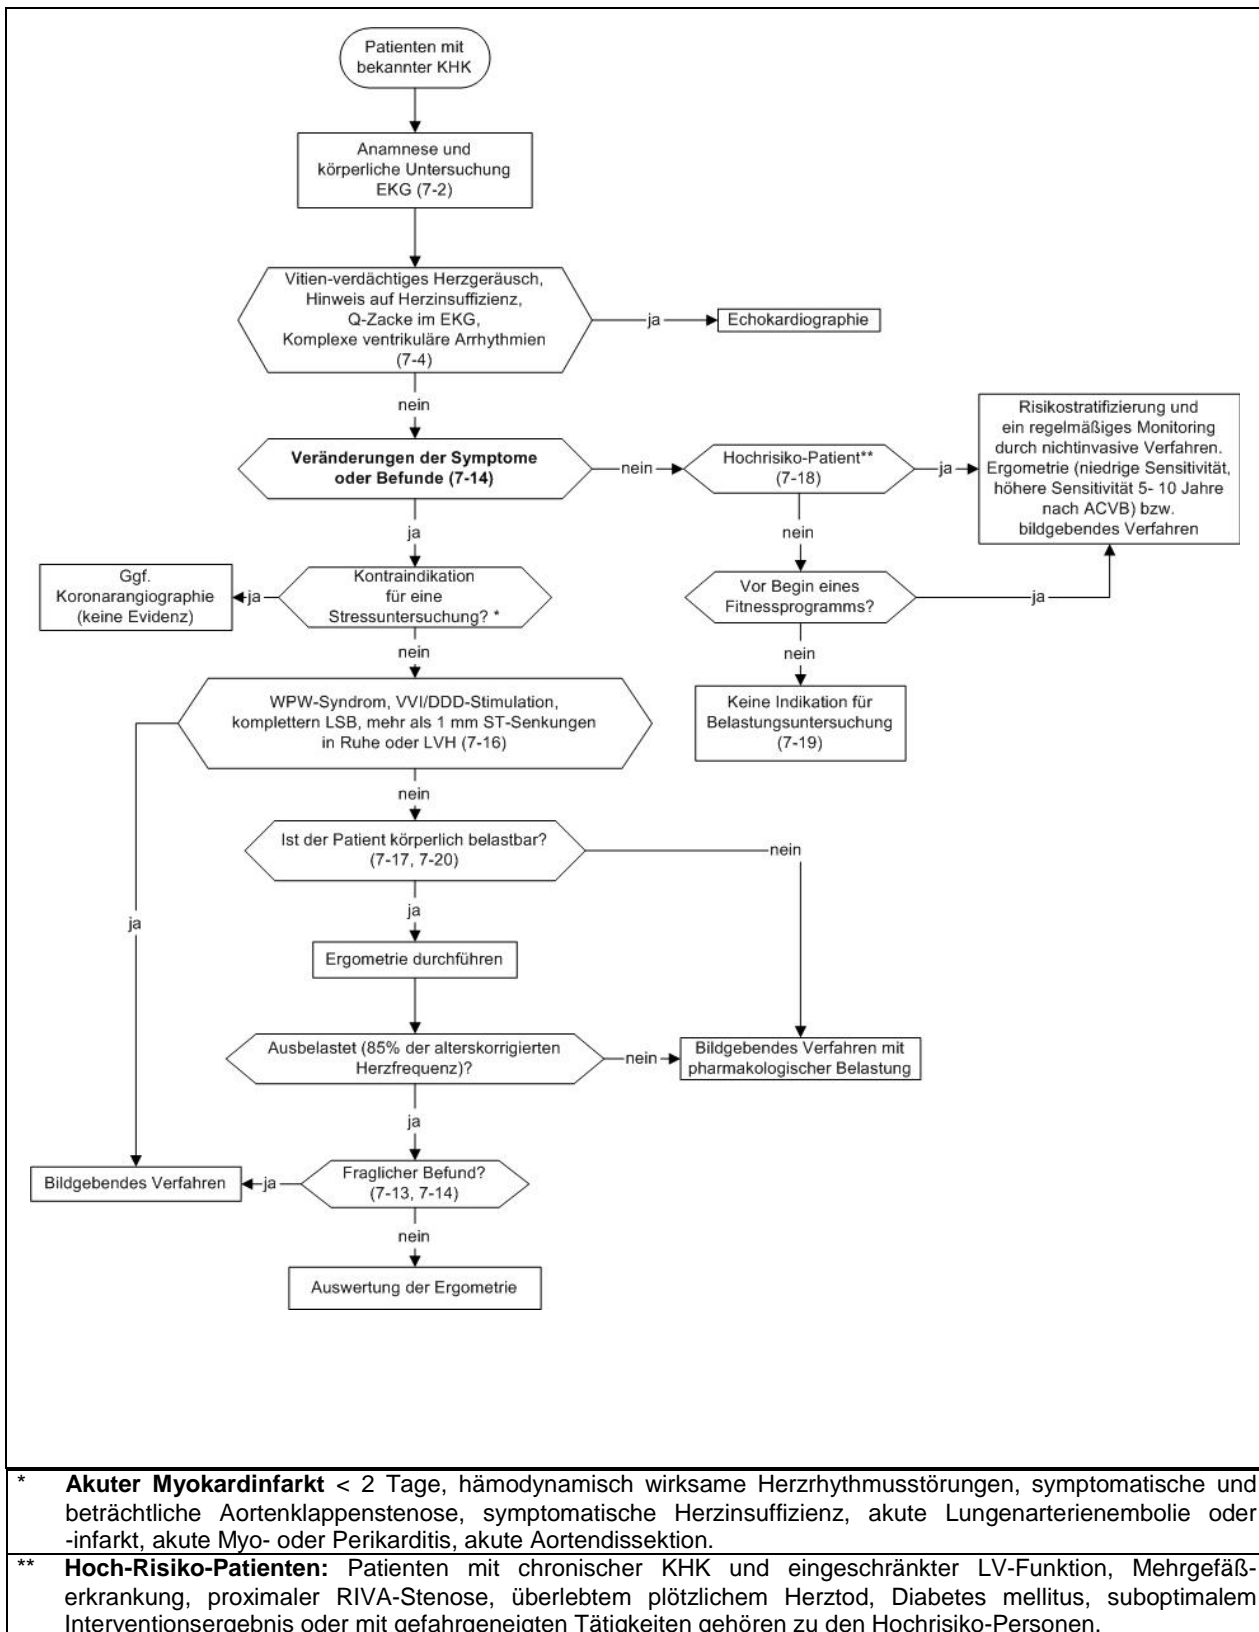 Patienten mit
bekannter KHK
Anamnese und
körperliche Untersuchung
EKG (7-2)
Vitien-verdächtiges Herzgeräusch,
Hinweis auf Herzinsuffizienz,
Q-Zacke im EKG,
Komplexe ventrikuläre Arrhythmien
(7-4)
ja
Echokardiographie
nein
Veränderungen der Symptome
oder Befunde (7-14)
nein
Hochrisiko-Patient**
(7-18)
ja
Risikostratifizierung und
ein regelmäßiges Monitoring
durch nichtinvasive Verfahren.
Ergometrie (niedrige Sensitivität,
höhere Sensitivität 5- 10 Jahre
nach ACVB) bzw.
bildgebendes Verfahren
ja
nein
Ggf.
Koronarangiographie
(keine Evidenz)
ja
Kontraindikation
für eine
Stressuntersuchung? *
Vor Begin eines
Fitnessprogramms?
ja
nein
nein
WPW-Syndrom, VVI/DDD-Stimulation,
komplettern LSB, mehr als 1 mm ST-Senkungen
in Ruhe oder LVH (7-16)
Keine Indikation für
Belastungsuntersuchung
(7-19)
nein
Ist der Patient körperlich belastbar?
(7-17, 7-20)
nein
ja
ja
Ergometrie durchführen
Ausbelastet (85% der alterskorrigierten
Herzfrequenz)?
nein
Bildgebendes Verfahren mit
pharmakologischer Belastung
ja
Bildgebendes Verfahren
ja
Fraglicher Befund?
(7-13, 7-14)
nein
Auswertung der Ergometrie
* Akuter Myokardinfarkt < 2 Tage, hämodynamisch wirksame Herzrhythmusstörungen, symptomatische und
beträchtliche Aortenklappenstenose, symptomatische Herzinsuffizienz, akute Lungenarterienembolie oder
-infarkt, akute Myo- oder Perikarditis, akute Aortendissektion.
** Hoch-Risiko-Patienten: Patienten mit chronischer KHK und eingeschränkter LV-Funktion, Mehrgefäß-
erkrankung, proximaler RIVA-Stenose, überlebtem plötzlichem Herztod, Diabetes mellitus, suboptimalem
Interventionsergebnis oder mit gefahrgeneigten Tätigkeiten gehören zu den Hochrisiko-Personen.